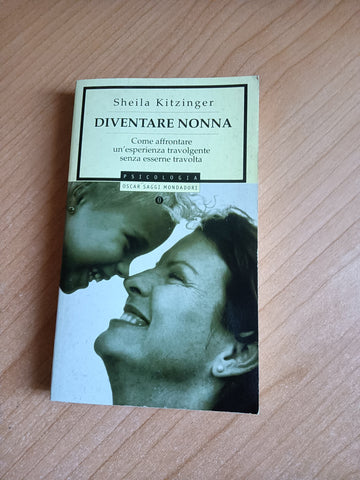 Sheila Kitzinger
DIVENTARE NONNA
Come affrontare
un'esperienza travolgente
senza esserne travolta
PSICOLOGIA
OSCAR SAGGI MONDADORI